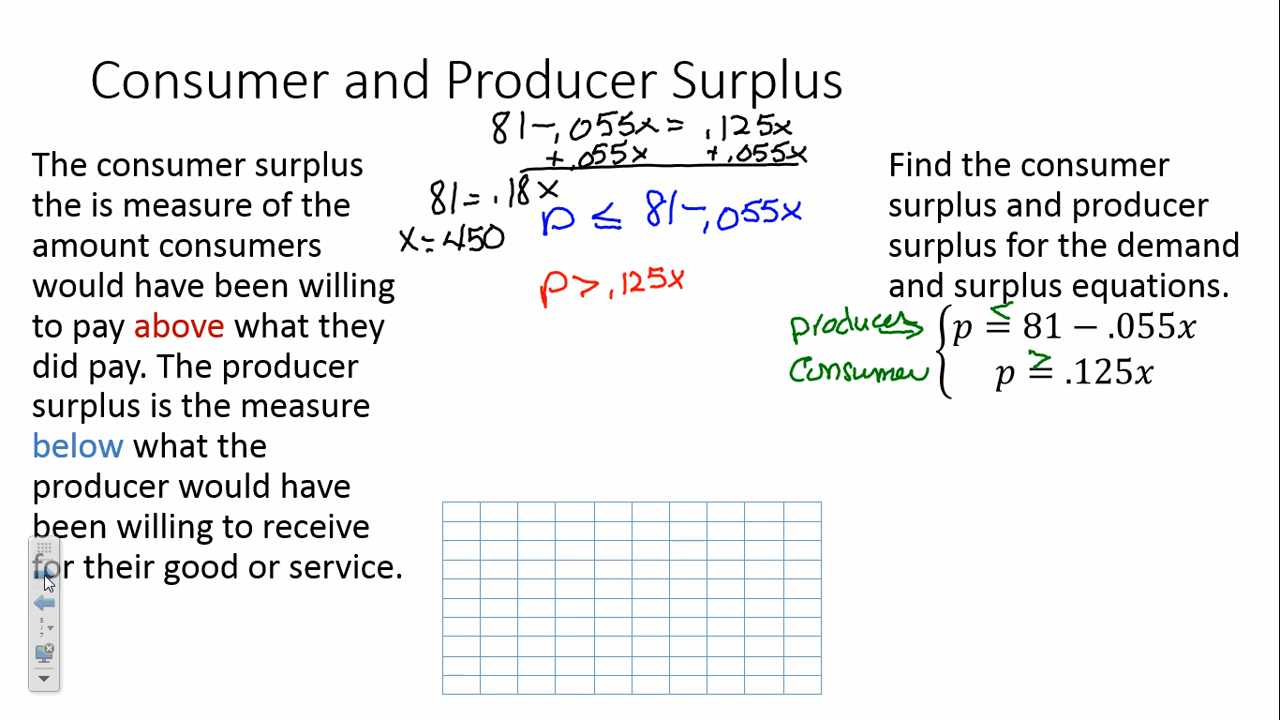 Consumer and Producer Surplus
81-.055x = .125x
+.055x +.055x
81=.18x
x=450
p ≤ 81-.055x
p > .125x
The consumer surplus
the is measure of the
amount consumers
would have been willing
to pay above what they
did pay. The producer
surplus is the measure
below what the
producer would have
been willing to receive
for their good or service.
Find the consumer
surplus and producer
surplus for the demand
and surplus equations.
producers { p = ≤ 81 − .055x
Consumer p = ≥ .125x
5
7